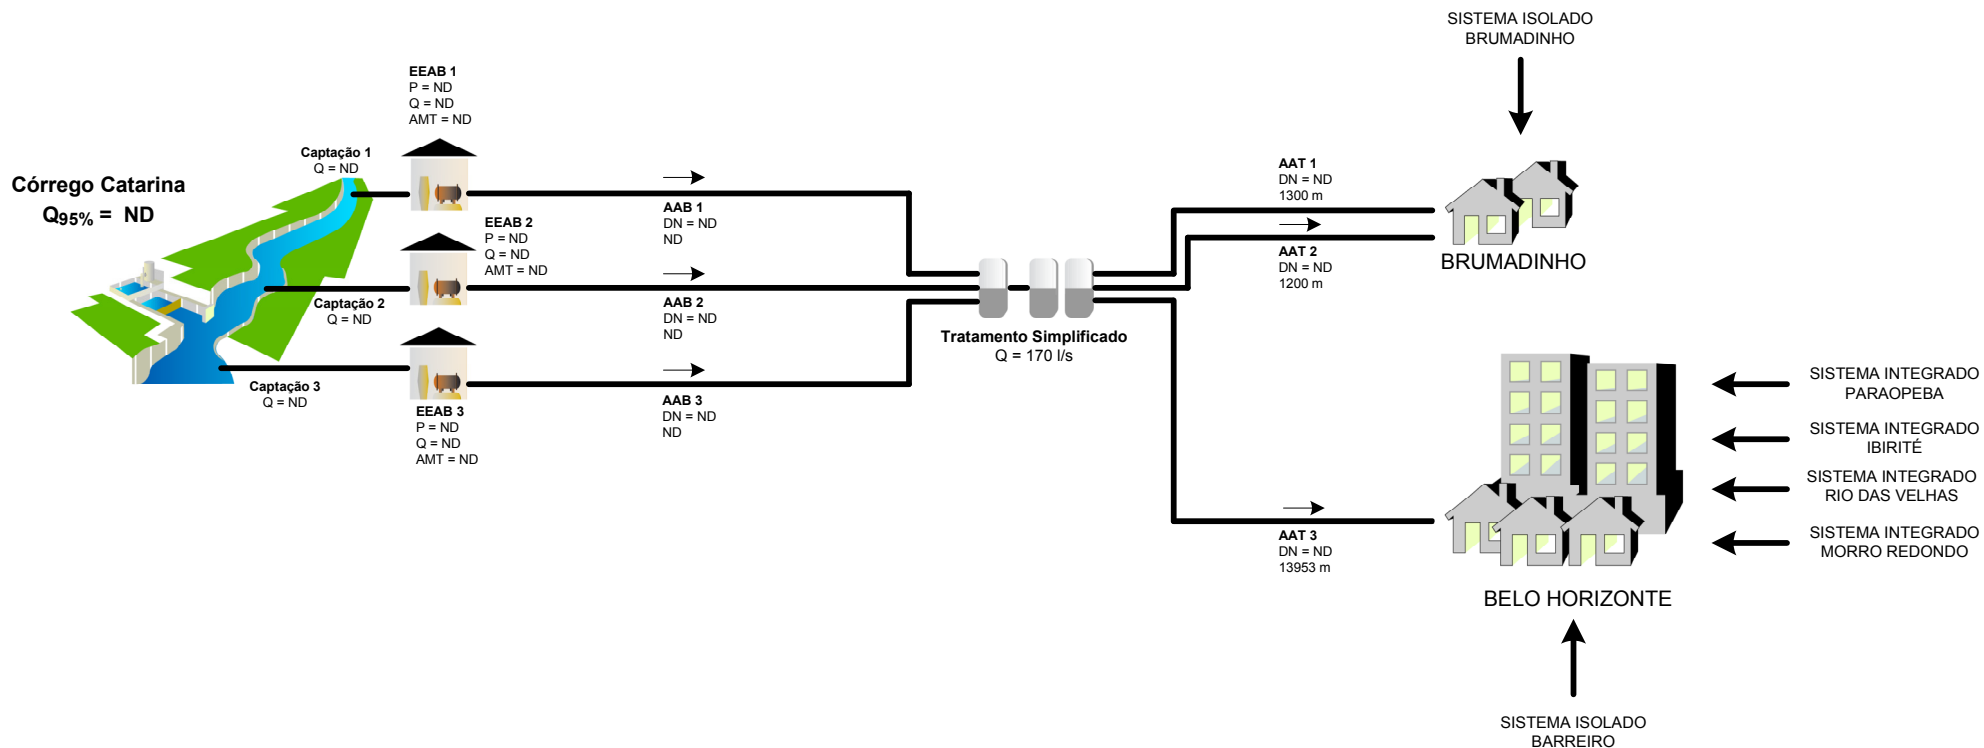 SISTEMA ISOLADO
BRUMADINHO
EEAB 1
P = ND
Q = ND
AMT = ND
Captação 1
Q = ND
Córrego Catarina
Q95% = ND
AAB 1
DN = ND
ND
EEAB 2
P = ND
Q = ND
AMT = ND
Captação 2
Q = ND
AAB 2
DN = ND
ND
Captação 3
Q = ND
EEAB 3
P = ND
Q = ND
AMT = ND
AAB 3
DN = ND
ND
Tratamento Simplificado
Q = 170 l/s
AAT 1
DN = ND
1300 m
AAT 2
DN = ND
1200 m
BRUMADINHO
AAT 3
DN = ND
13953 m
SISTEMA INTEGRADO
PARAOPEBA
SISTEMA INTEGRADO
IBIRITÉ
SISTEMA INTEGRADO
RIO DAS VELHAS
SISTEMA INTEGRADO
MORRO REDONDO
BELO HORIZONTE
SISTEMA ISOLADO
BARREIRO